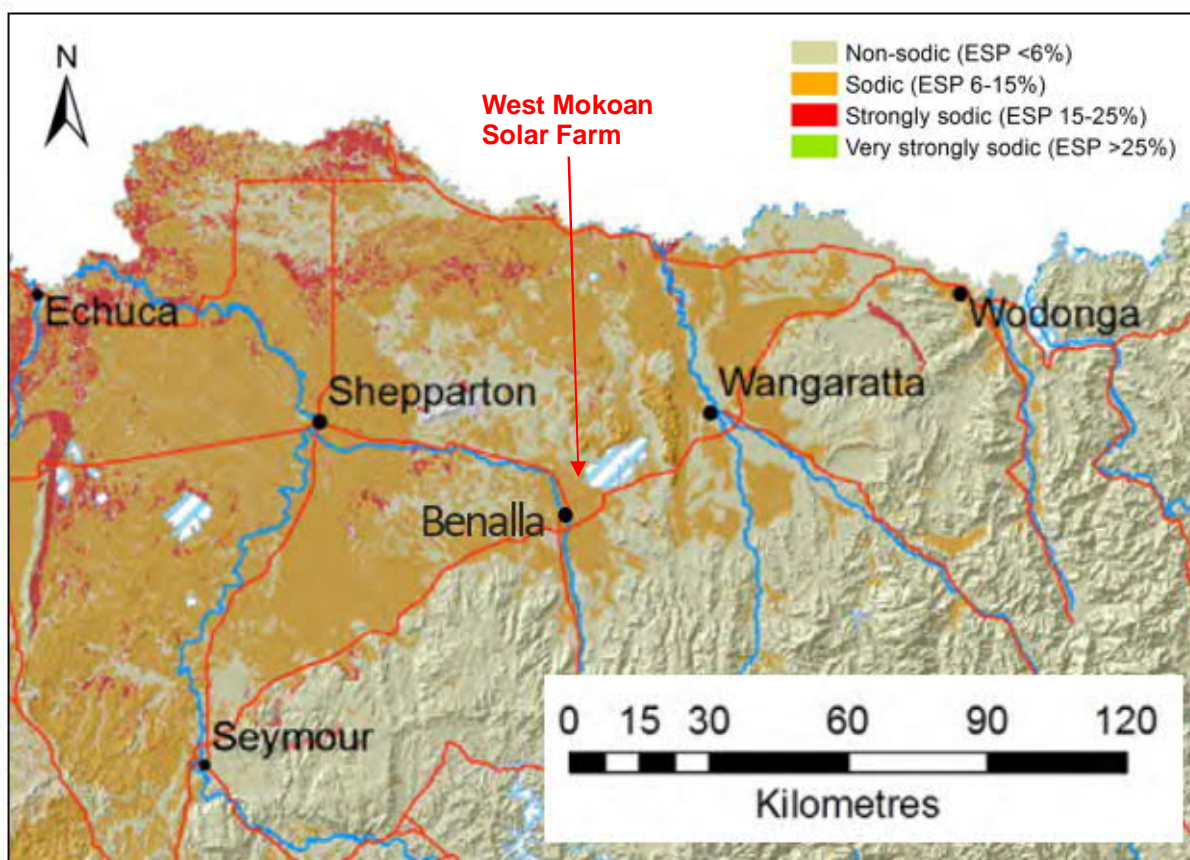 N
Non-sodic (ESP <6%)
Sodic (ESP 6-15%)
Strongly sodic (ESP 15-25%)
Very strongly sodic (ESP >25%)
West Mokoan
Solar Farm
Echuca
Wodonga
Shepparton
Wangaratta
Benalla
Seymour
0 15 30 60 90 120
Kilometres